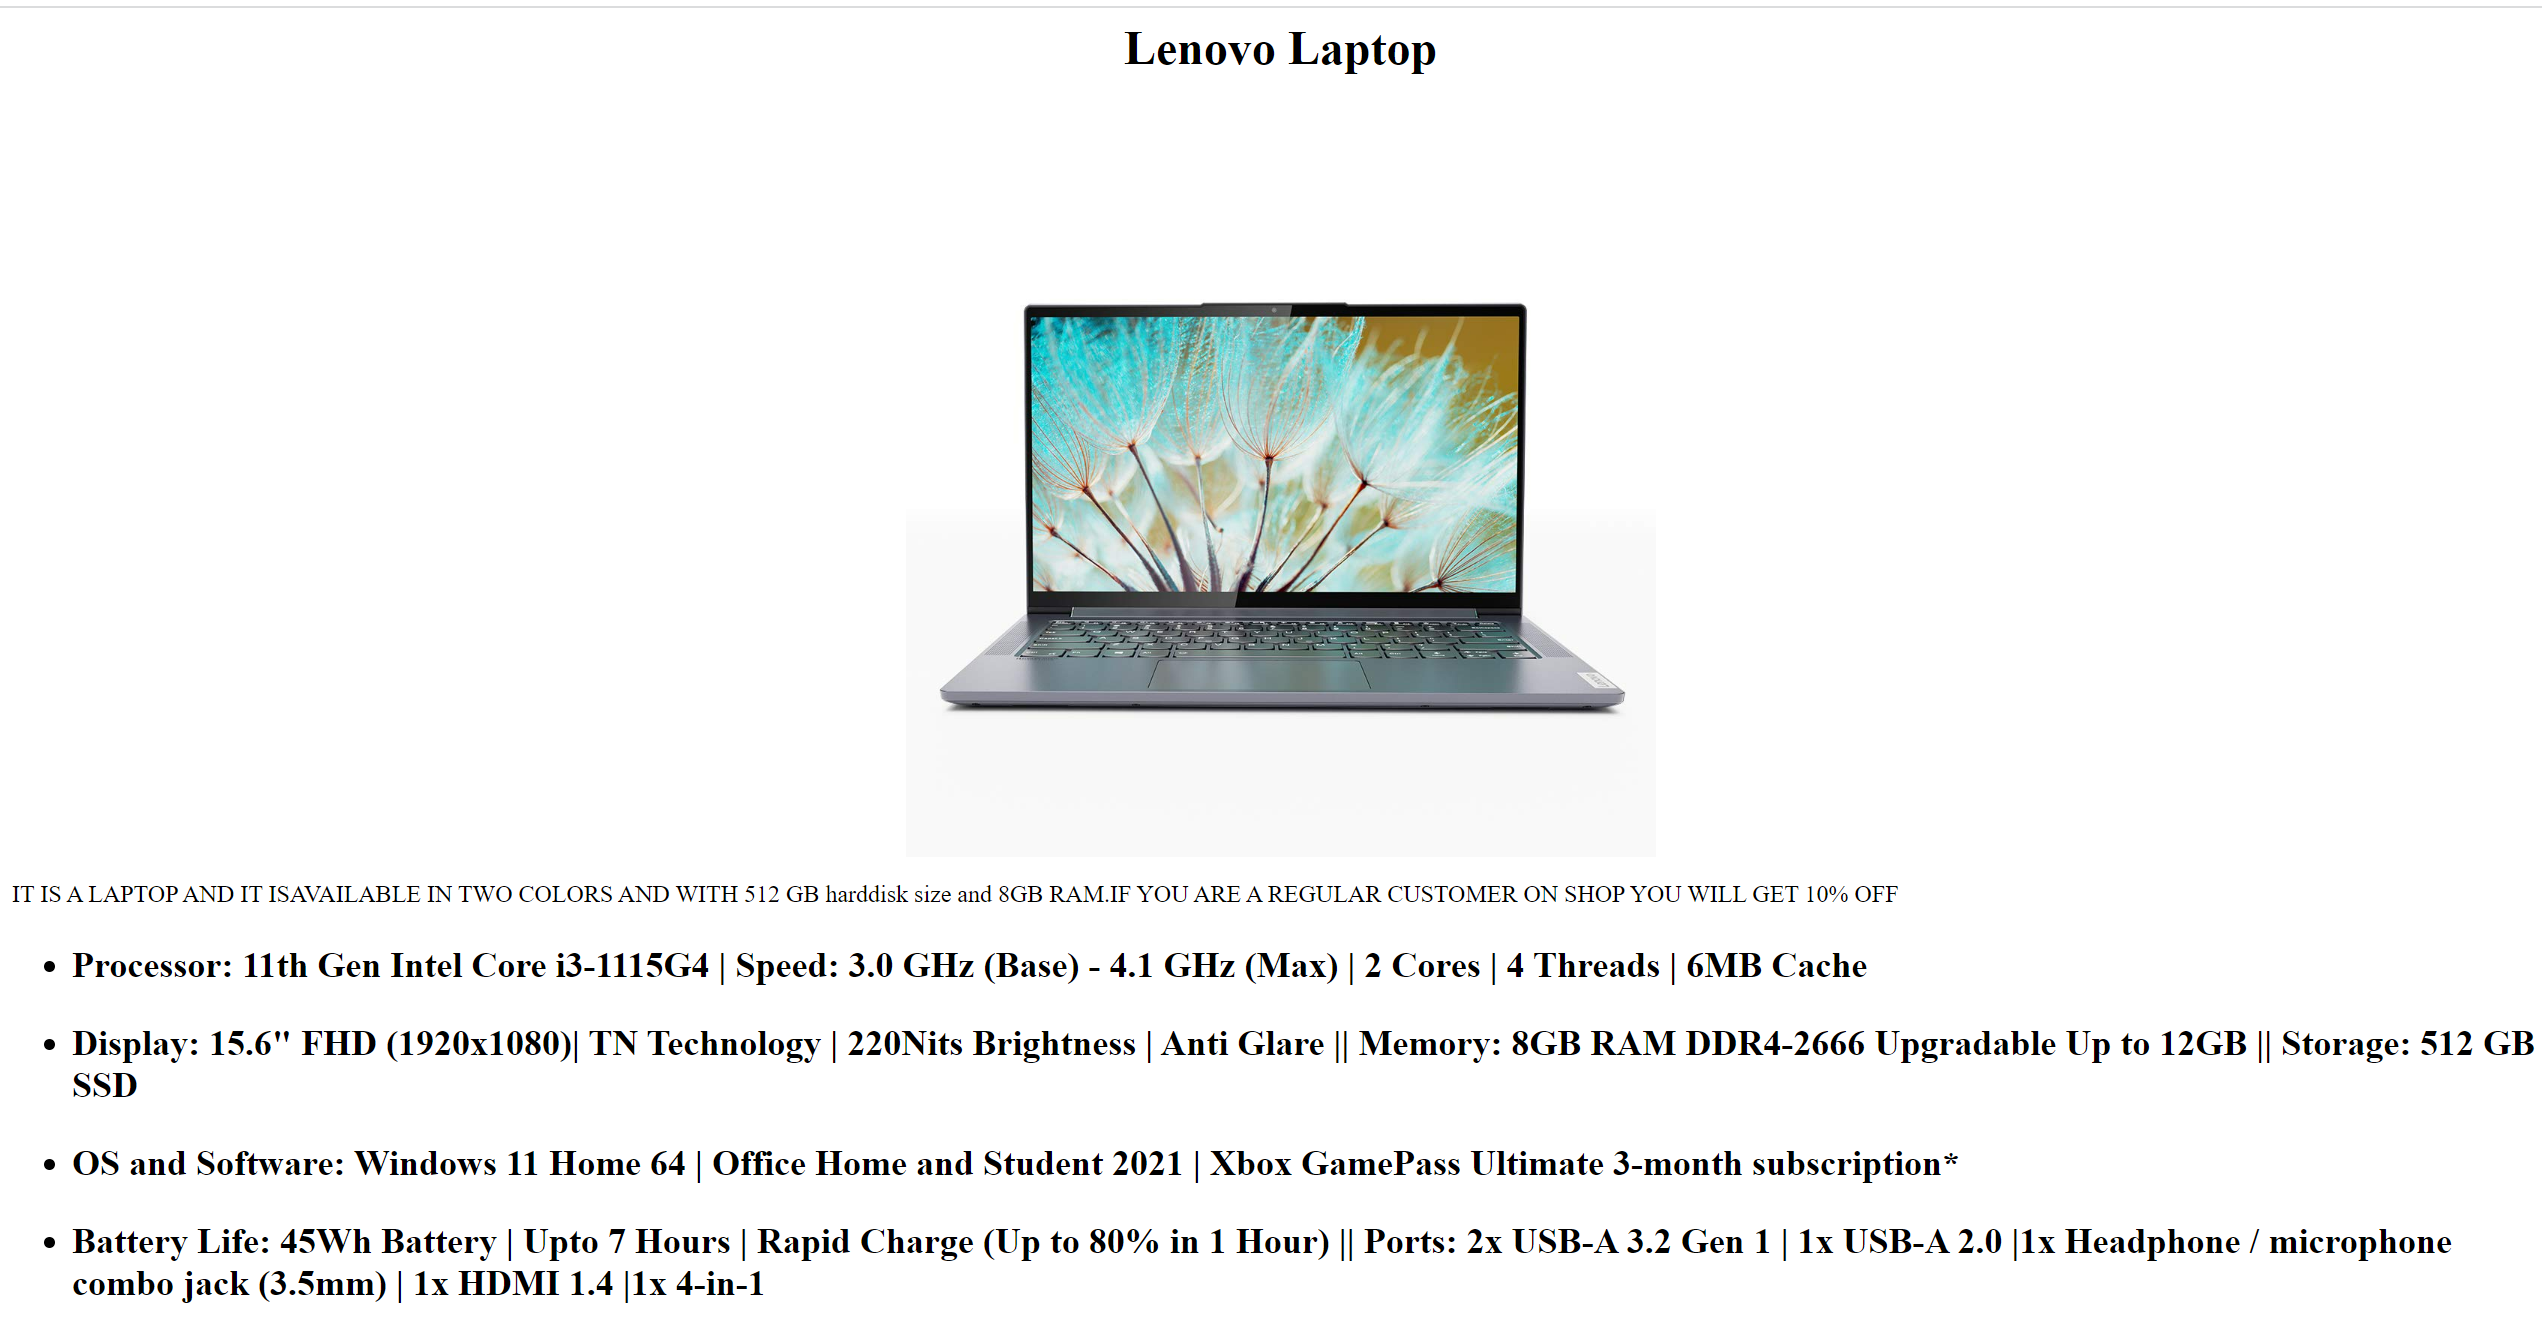 Lenovo Laptop
IT IS A LAPTOP AND IT ISAVAILABLE IN TWO COLORS AND WITH 512 GB harddisk size and 8GB RAM.IF YOU ARE A REGULAR CUSTOMER ON SHOP YOU WILL GET 10% OFF
• Processor: 11th Gen Intel Core i3-1115G4 | Speed: 3.0 GHz (Base) - 4.1 GHz (Max) | 2 Cores | 4 Threads | 6MB Cache
• Display: 15.6" FHD (1920x1080)| TN Technology | 220Nits Brightness | Anti Glare || Memory: 8GB RAM DDR4-2666 Upgradable Up to 12GB || Storage: 512 GB
SSD
• OS and Software: Windows 11 Home 64 | Office Home and Student 2021 | Xbox GamePass Ultimate 3-month subscription*
• Battery Life: 45Wh Battery | Upto 7 Hours | Rapid Charge (Up to 80% in 1 Hour) || Ports: 2x USB-A 3.2 Gen 1 | 1x USB-A 2.0 |1x Headphone / microphone
combo jack (3.5mm) | 1x HDMI 1.4 |1x 4-in-1